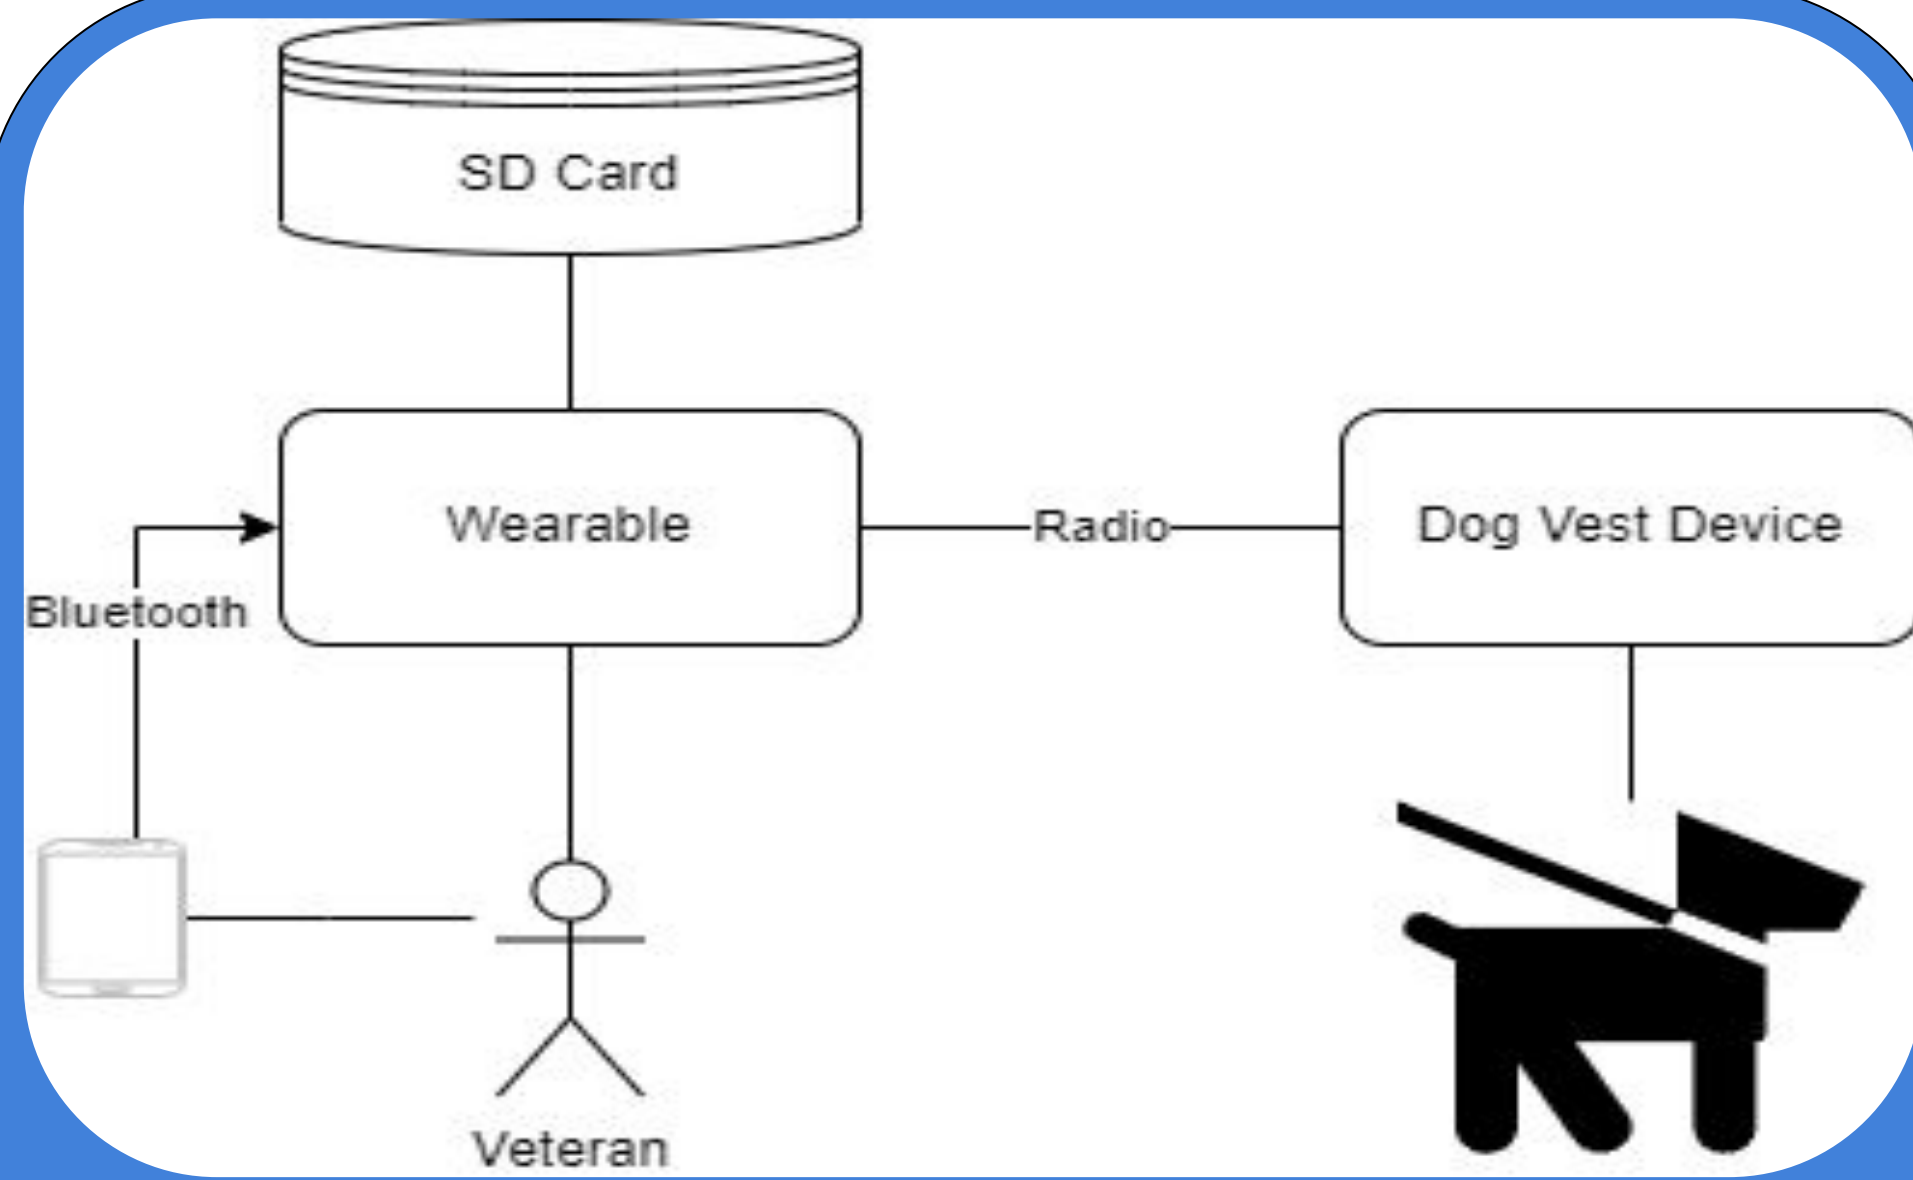 SD Card
Wearable
Radio
Dog Vest Device
Bluetooth
Veteran